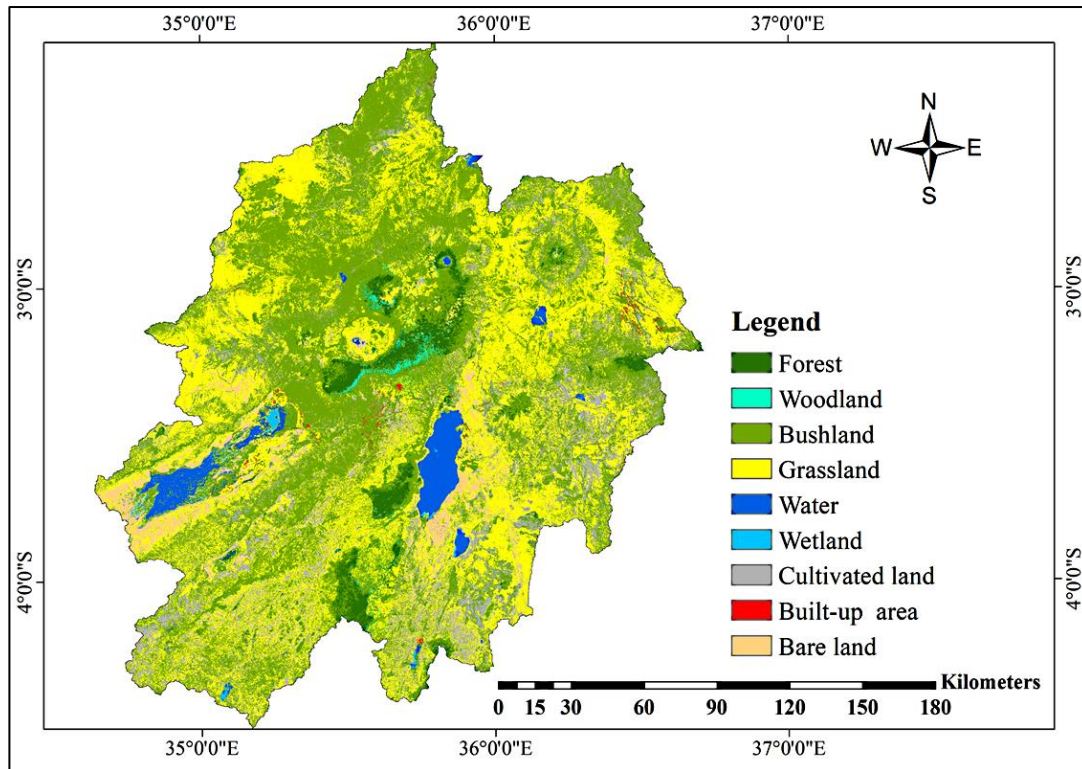 35°0'0"E 36°0'0"E 37°0'0"E
N
W E
S
3°0'0"S 3°0'0"S
Legend
Forest
Woodland
Bushland
Grassland
Water
Wetland
4°0'0"S Cultivated land 4°0'0"S
Built-up area
Bare land
Kilometers
0 15 30 60 90 120 150 180
35°0'0"E 36°0'0"E 37°0'0"E